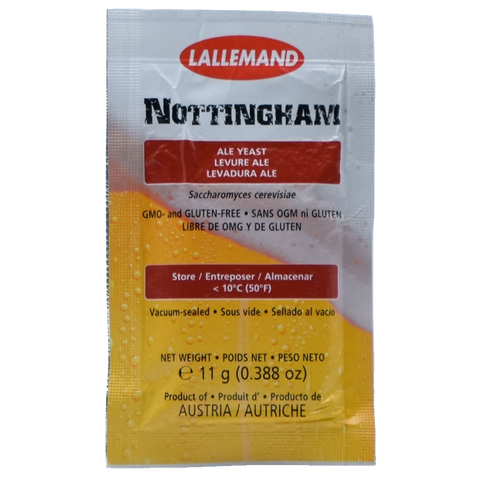 LALLEMAND
NOTTINGHAM
ALE YEAST
LEVURE ALE
LEVADURA ALE
Saccharomyces cerevisiae
GMO- and GLUTEN-FREE • SANS OGM ni GLUTEN
LIBRE DE OMG Y DE GLUTEN
Store / Entreposer / Almacenar
< 10°C (50°F)
Vacuum-sealed • Sous vide • Sellado al vacio
NET WEIGHT • POIDS NET • PESO NETO
℮ 11 g (0.388 oz)
Product of • Produit d' • Producto de
AUSTRIA / AUTRICHE